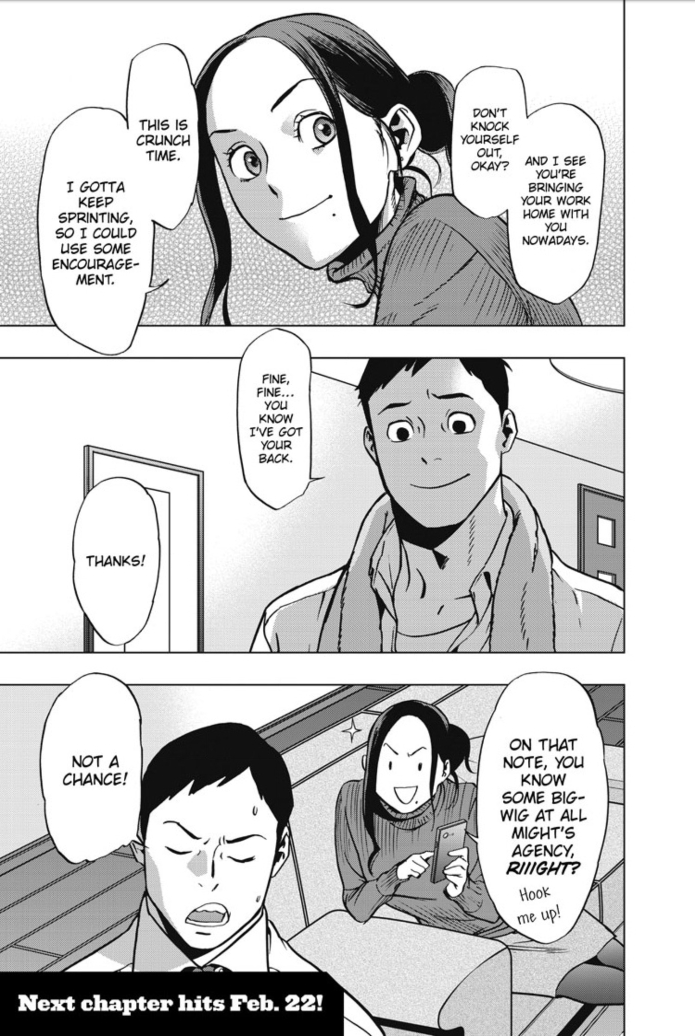 AND I SEE
YOU'RE
BRINGING
YOUR WORK
HOME WITH
YOU
NOWADAYS.
DON'T
KNOCK
YOURSELF
OUT,
OKAY?
THIS IS
CRUNCH
TIME.
I GOTTA
KEEP
SPRINTING,
SO I COULD
USE SOME
ENCOURAGE-
MENT.
FINE,
FINE...
YOU
KNOW
I'VE GOT
YOUR
BACK.
THANKS!
ON THAT
NOTE, YOU
KNOW
SOME BIG-
WIG AT ALL
MIGHT'S
AGENCY,
RIIIGHT?
Hook
me up!
NOT A
CHANCE!
Next chapter hits Feb. 22!